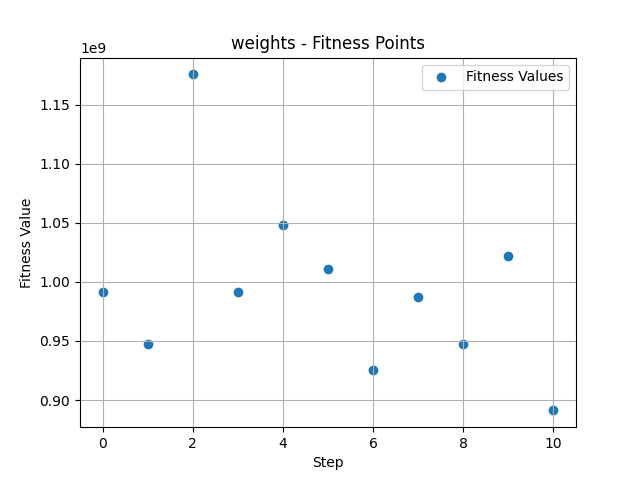 weights - Fitness Points
1e9
Fitness Values
1.15
1.10
1.05
1.00
0.95
0.90
Fitness Value
0 2 4 6 8 10
Step